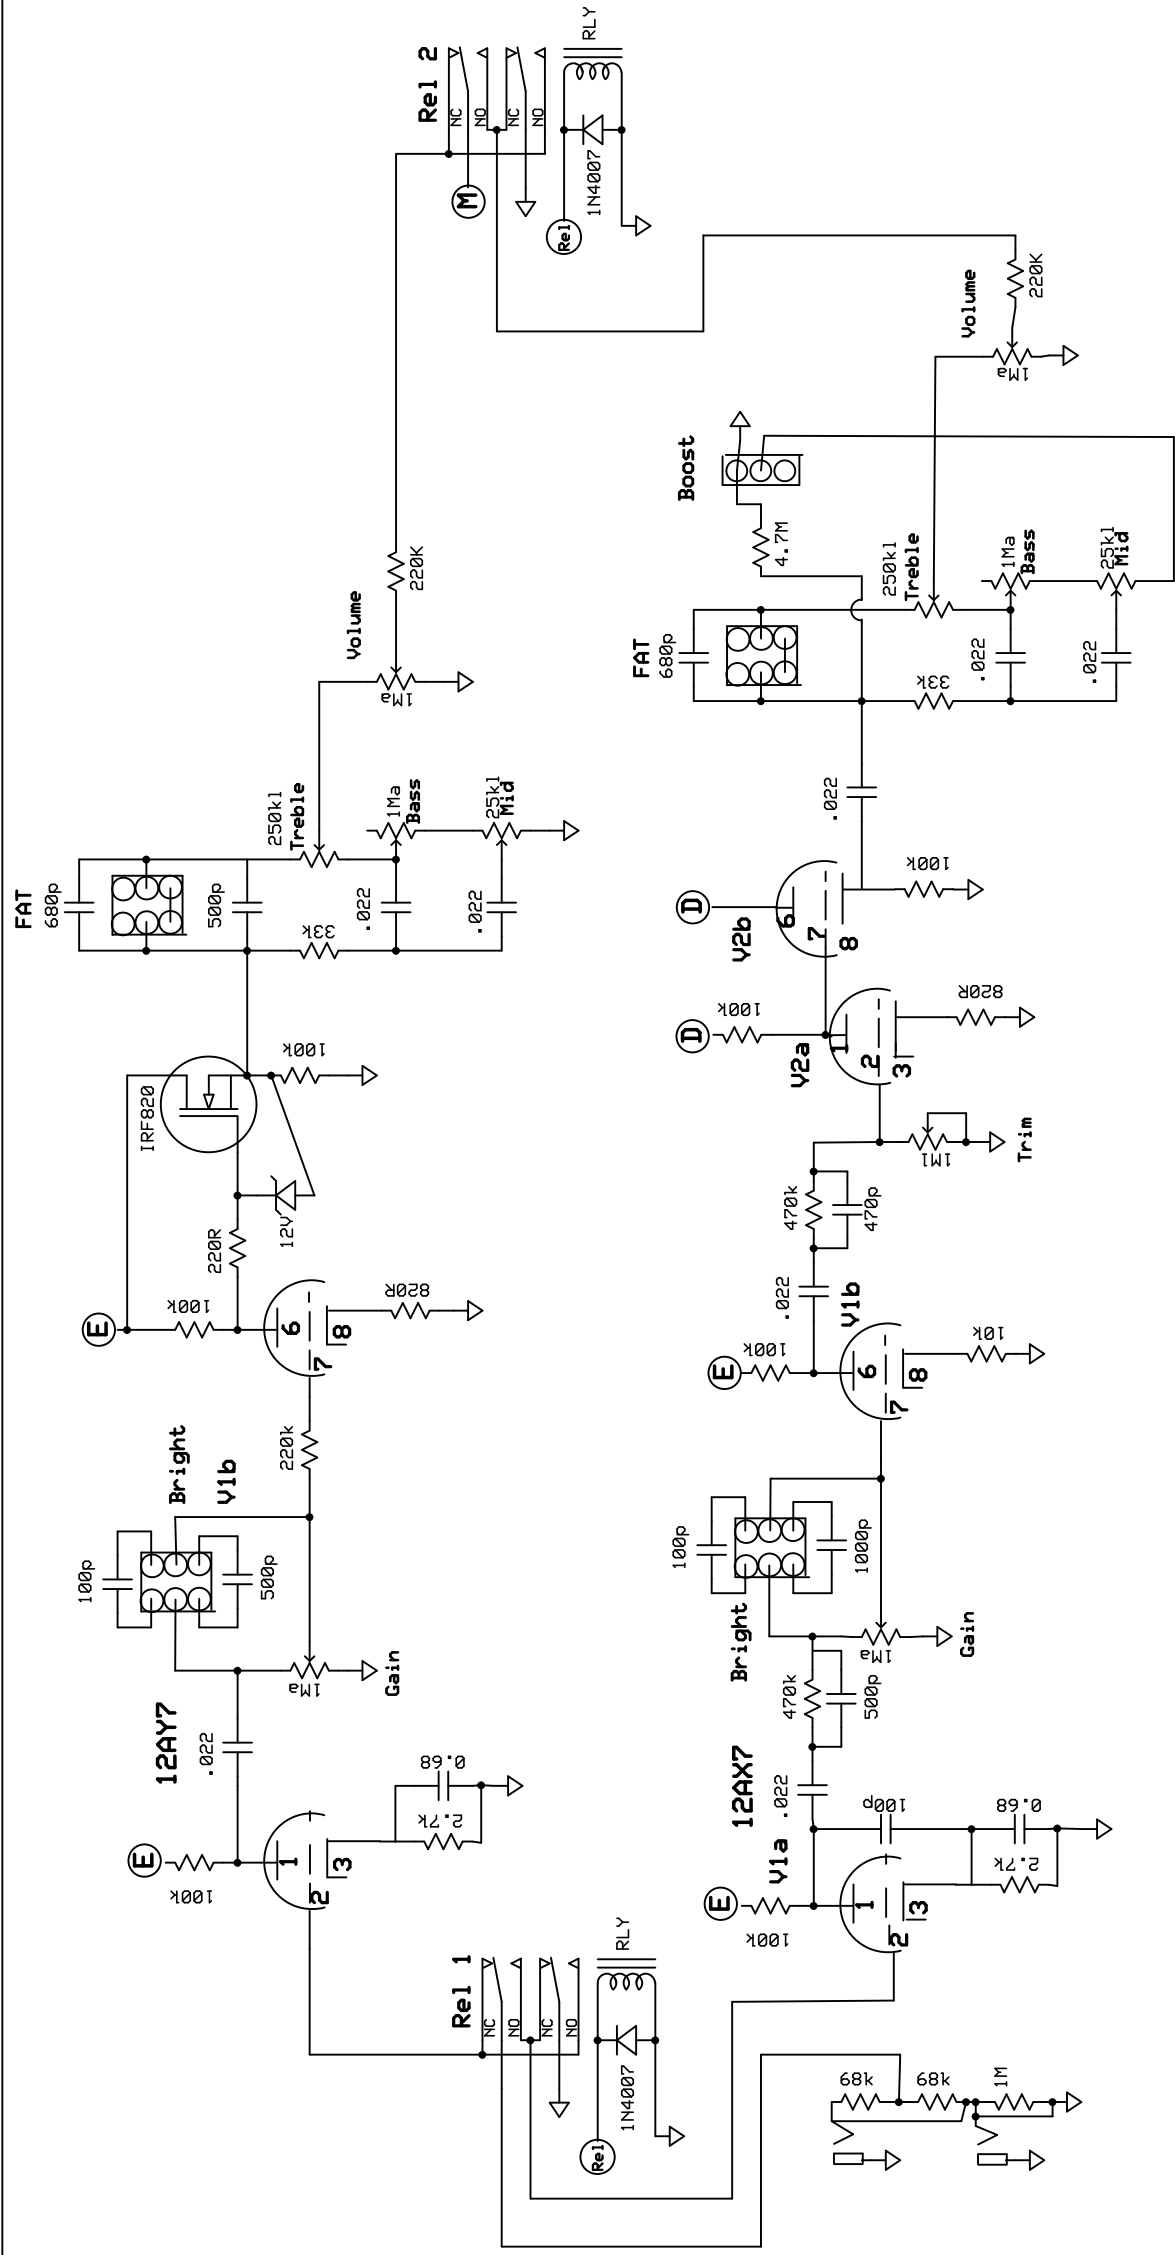 RLY
Rel 2
NC
NO
NC
NO
M
Rel
1N4007
220K
Volume
1Ma
220K
Volume
1Ma
Boost
4.7M
FAT
680p
500p
250kl
Treble
33k
.022
1Ma
Bass
.022
25kl
Mid
FAT
680p
250kl
Treble
33k
.022
1Ma
Bass
.022
25kl
Mid
.022
100k
IRF820
100k
12V
220R
E
100k
6
7
8
820R
D
V2b
6
7
8
D
100k
V2a
1
2
3
820R
470k
470p
1M1
Trim
.022
V1b
E
100k
6
7
8
10k
220k
Bright
V1b
100p
500p
1Ma
Gain
100p
1000p
Bright
1Ma
Gain
470k
500p
12AY7
.022
E
100k
1
2
3
0.68
2.7k
12AX7
.022
V1a
E
100k
1
2
3
100p
0.68
2.7k
Rel 1
NC
NO
NC
NO
RLY
1N4007
Rel
68k
68k
1M